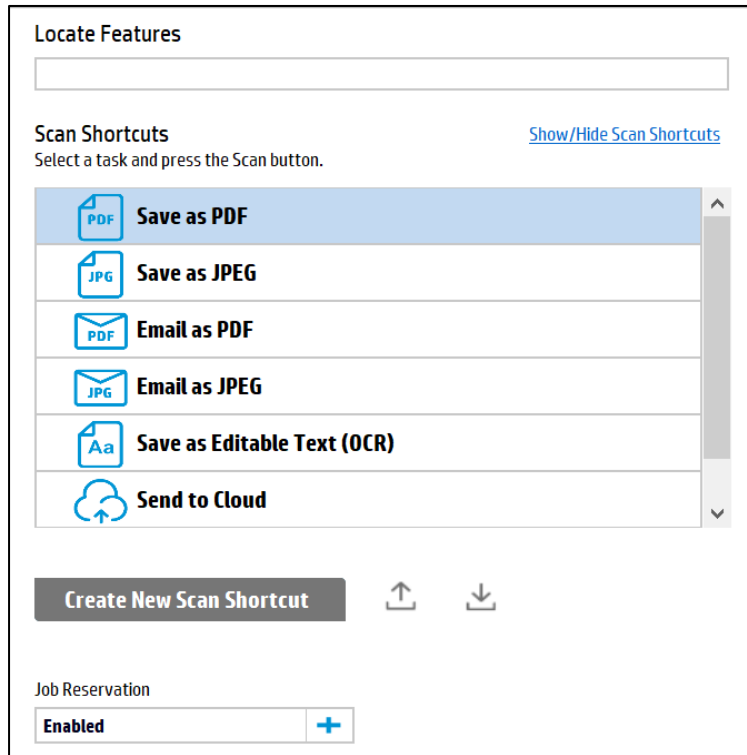 Locate Features
Scan Shortcuts
Show/Hide Scan Shortcuts
Select a task and press the Scan button.
PDF
Save as PDF
JPG
Save as JPEG
PDF
Email as PDF
JPG
Email as JPEG
Aa
Save as Editable Text (OCR)
Send to Cloud
Create New Scan Shortcut
Job Reservation
Enabled